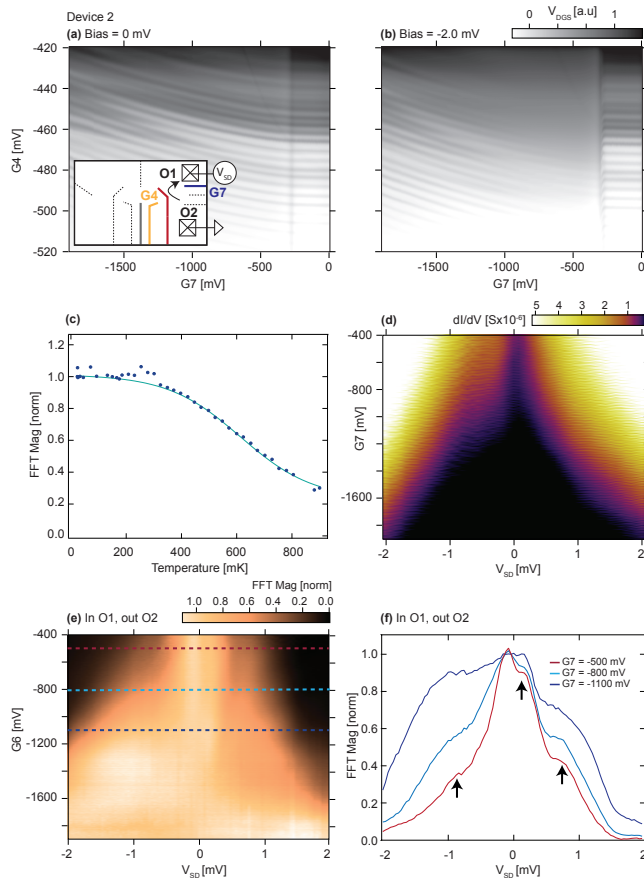 Device 2
V_DGS [a.u]
0 1
(a) Bias = 0 mV
(b) Bias = -2.0 mV
-420
-440
-460
-480
-500
-520
G4 [mV]
O1
V_SD
G4
G7
O2
-1500 -1000 -500 0
G7 [mV]
-1500 -1000 -500 0
G7 [mV]
(c)
1.2
1.0
0.8
0.6
0.4
0.2
0.0
FFT Mag [norm]
0 200 400 600 800
Temperature [mK]
dI/dV [Sx10⁻⁶]
5 4 3 2 1
(d)
-400
-800
-1600
G7 [mV]
-2 -1 0 1 2
V_SD [mV]
FFT Mag [norm]
1.0 0.8 0.6 0.4 0.2 0.0
(e) In O1, out O2
-400
-800
-1200
-1600
G6 [mV]
-2 -1 0 1 2
V_SD [mV]
(f) In O1, out O2
G7 = -500 mV
G7 = -800 mV
G7 = -1100 mV
1.0
0.8
0.6
0.4
0.2
0.0
FFT Mag [norm]
-2 -1 0 1 2
V_SD [mV]